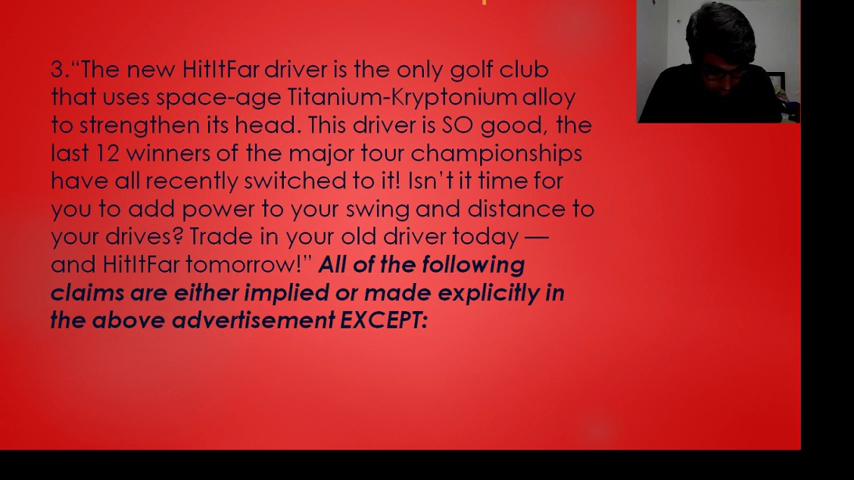 3.“The new HitItFar driver is the only golf club
that uses space-age Titanium-Kryptonium alloy
to strengthen its head. This driver is SO good, the
last 12 winners of the major tour championships
have all recently switched to it! Isn’t it time for
you to add power to your swing and distance to
your drives? Trade in your old driver today —
and HitItFar tomorrow!” All of the following
claims are either implied or made explicitly in
the above advertisement EXCEPT: